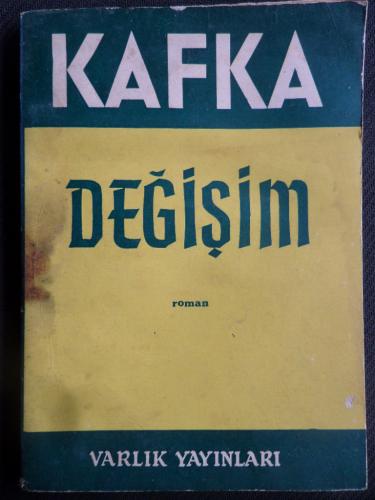 KAFKA
DEĞİŞİM
roman
VARLIK YAYINLARI